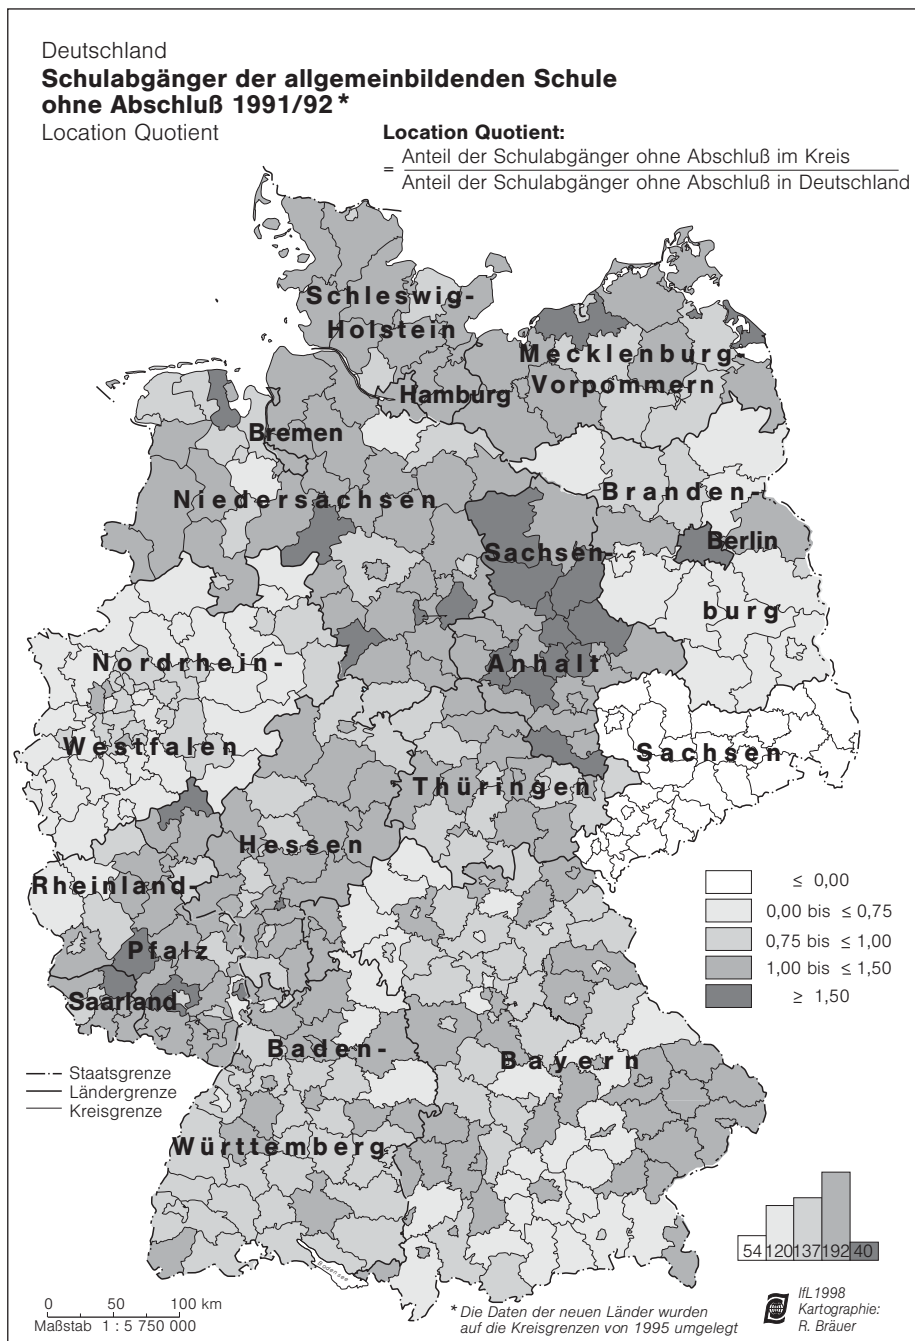 Deutschland
Schulabgänger der allgemeinbildenden Schule
ohne Abschluß 1991/92 *
Location Quotient
Location Quotient:
= Anteil der Schulabgänger ohne Abschluß im Kreis
Anteil der Schulabgänger ohne Abschluß in Deutschland
Schleswig-
Holstein
Mecklenburg-
Vorpommern
Hamburg
Bremen
Niedersachsen
Branden-
Berlin
Sachsen-
burg
Nordrhein-
Anhalt
Westfalen
Sachsen
Thüringen
Hessen
Rheinland-
Pfalz
Saarland
Baden-
Bayern
Württemberg
≤ 0,00
0,00 bis ≤ 0,75
0,75 bis ≤ 1,00
1,00 bis ≤ 1,50
≥ 1,50
Staatsgrenze
Ländergrenze
Kreisgrenze
54 120 137 192 40
Bodensee
0 50 100 km
Maßstab 1 : 5 750 000
* Die Daten der neuen Länder wurden
auf die Kreisgrenzen von 1995 umgelegt
IfL 1998
Kartographie:
R. Bräuer